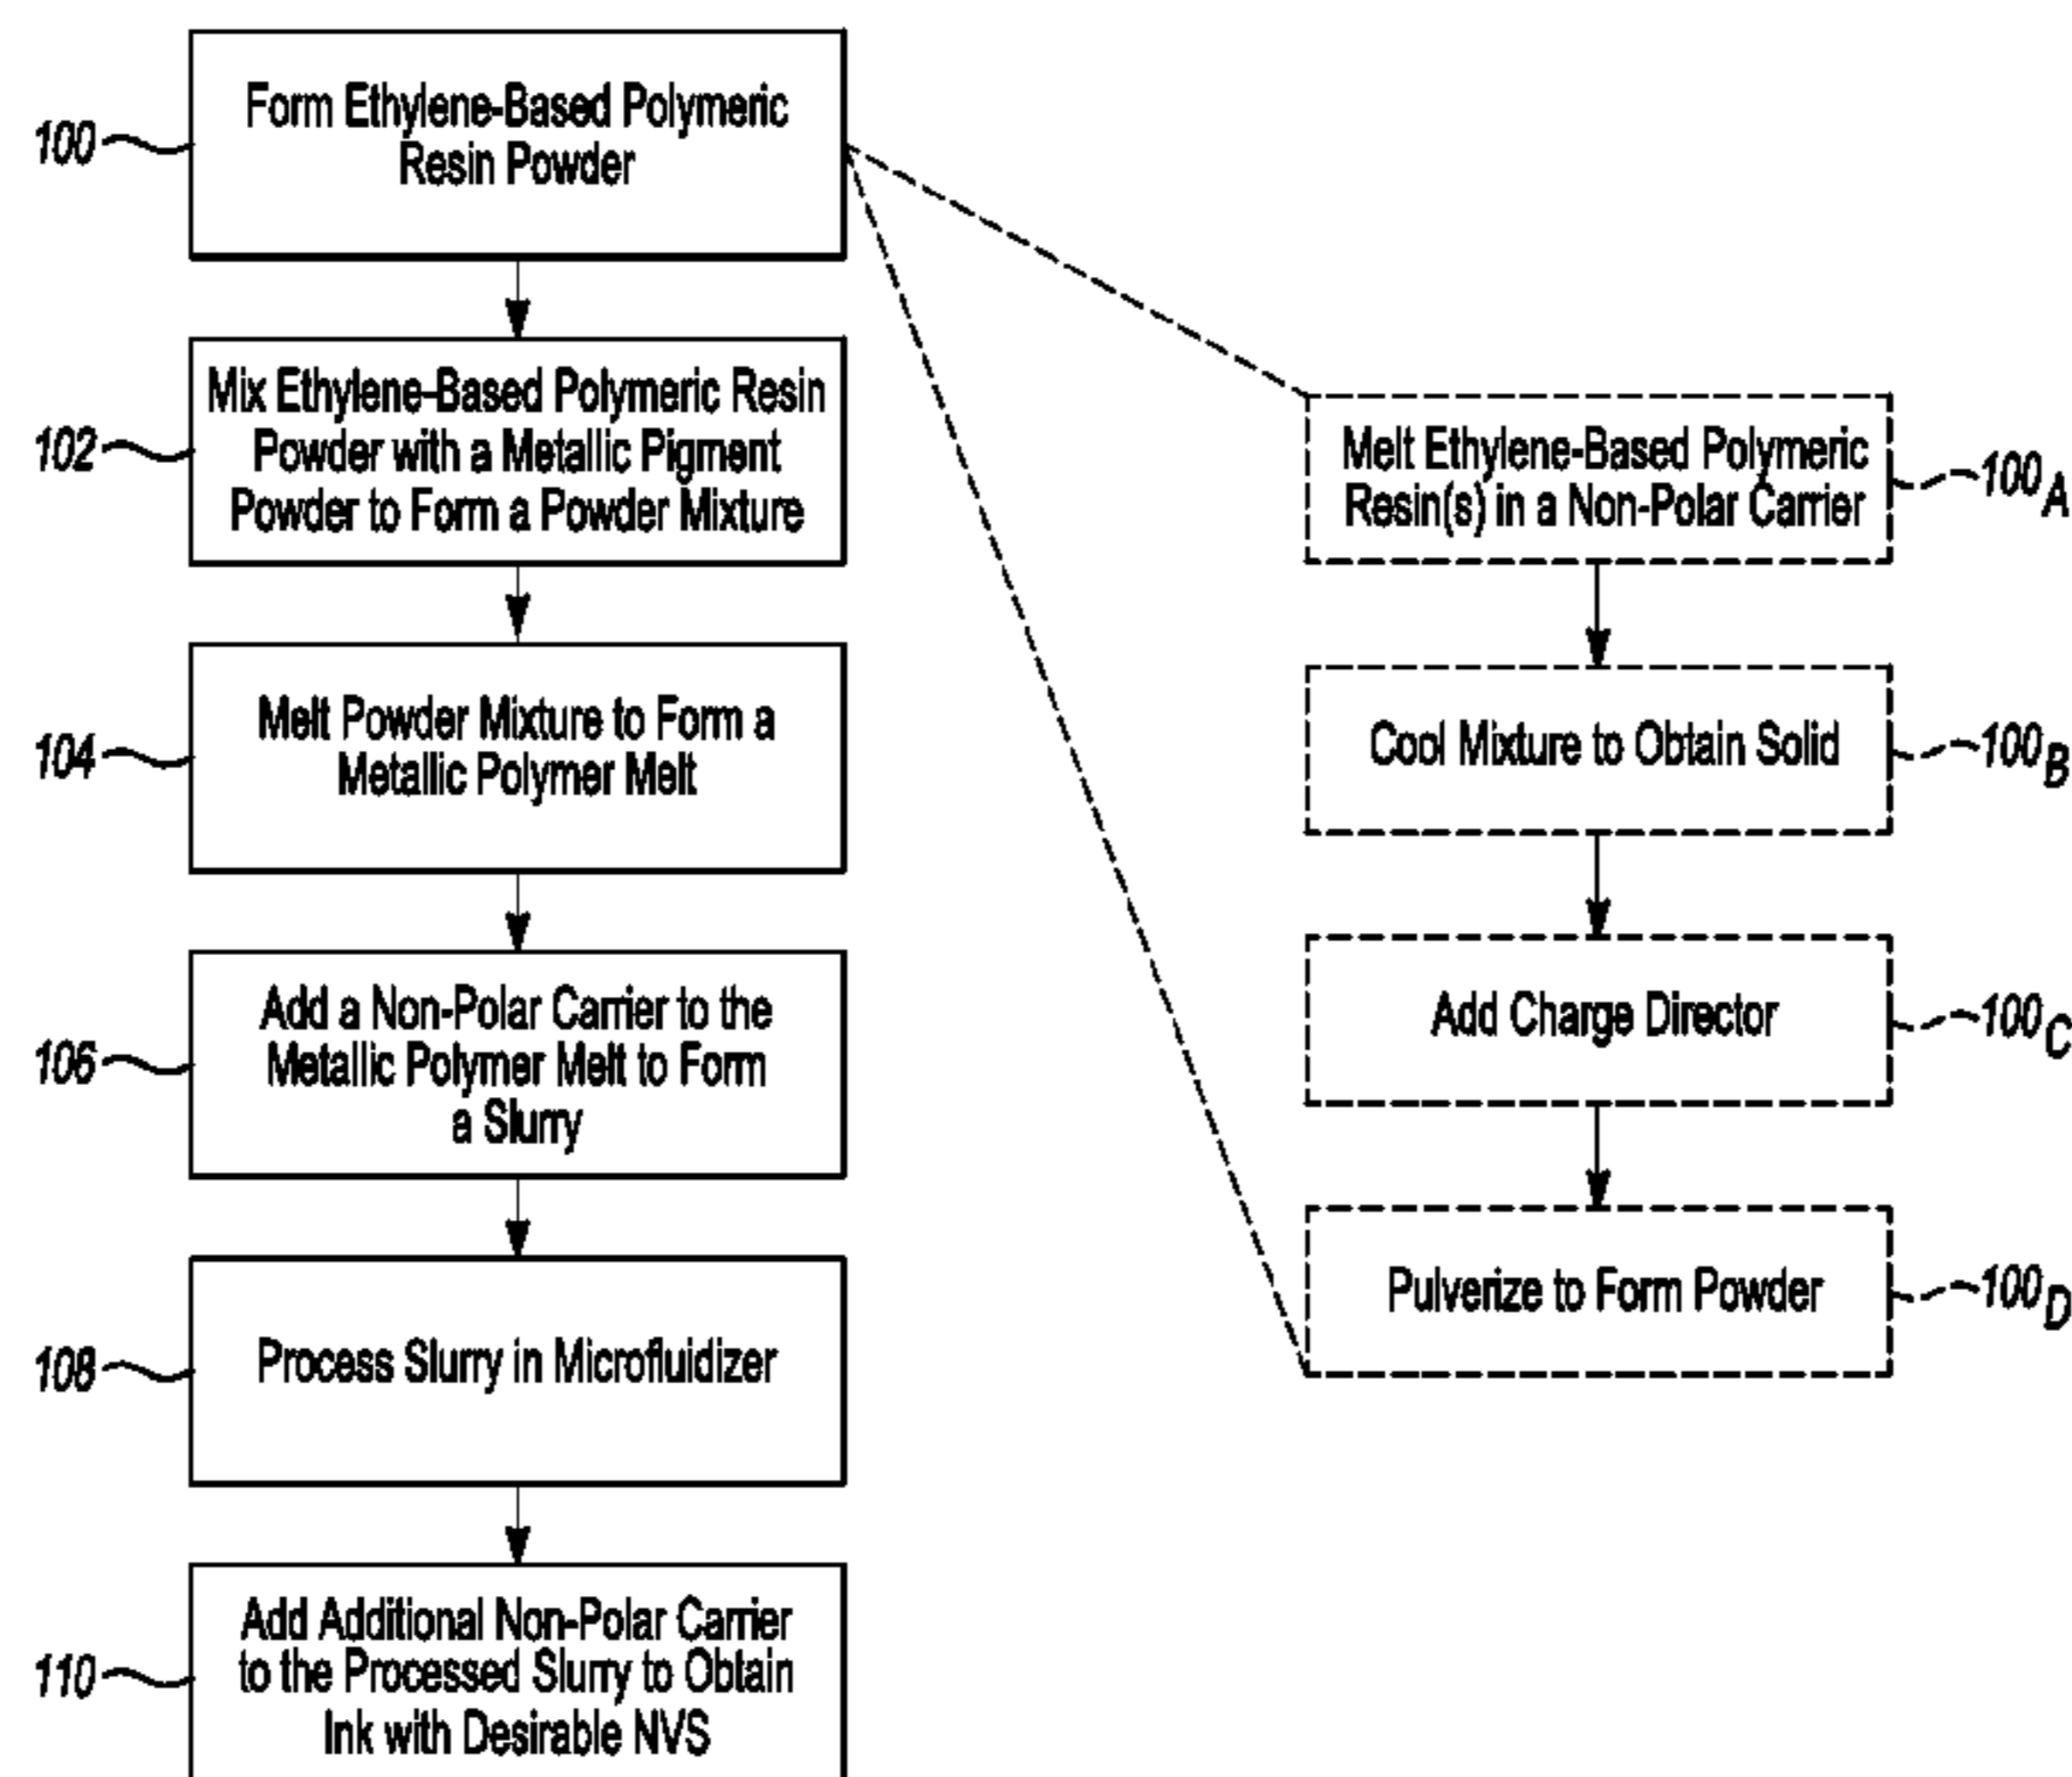 100
Form Ethylene-Based Polymeric
Resin Powder
102
Mix Ethylene-Based Polymeric Resin
Powder with a Metallic Pigment
Powder to Form a Powder Mixture
104
Melt Powder Mixture to Form a
Metallic Polymer Melt
106
Add a Non-Polar Carrier to the
Metallic Polymer Melt to Form
a Slurry
108
Process Slurry in Microfluidizer
110
Add Additional Non-Polar Carrier
to the Processed Slurry to Obtain
Ink with Desirable NVS
Melt Ethylene-Based Polymeric
Resin(s) in a Non-Polar Carrier
100A
Cool Mixture to Obtain Solid
100B
Add Charge Director
100C
Pulverize to Form Powder
100D